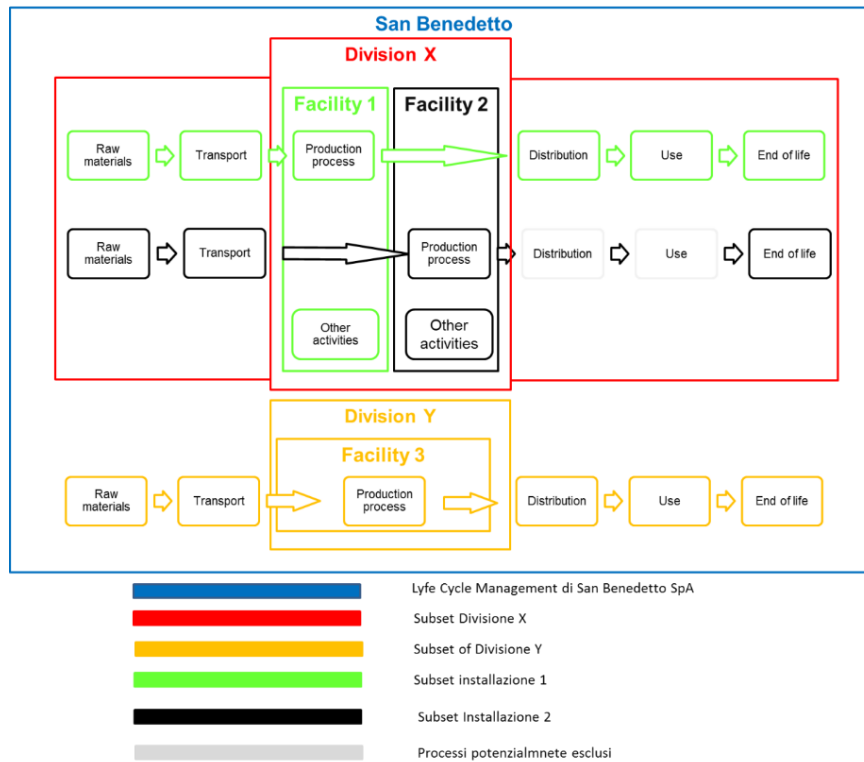 San Benedetto
Division X
Facility 1
Facility 2
Raw
materials
Transport
Production
process
Distribution
Use
End of life
Raw
materials
Transport
Production
process
Distribution
Use
End of life
Other
activities
Other
activities
Division Y
Facility 3
Raw
materials
Transport
Production
process
Distribution
Use
End of life
Lyfe Cycle Management di San Benedetto SpA
Subset Divisione X
Subset of Divisione Y
Subset installazione 1
Subset Installazione 2
Processi potenzialmnete esclusi